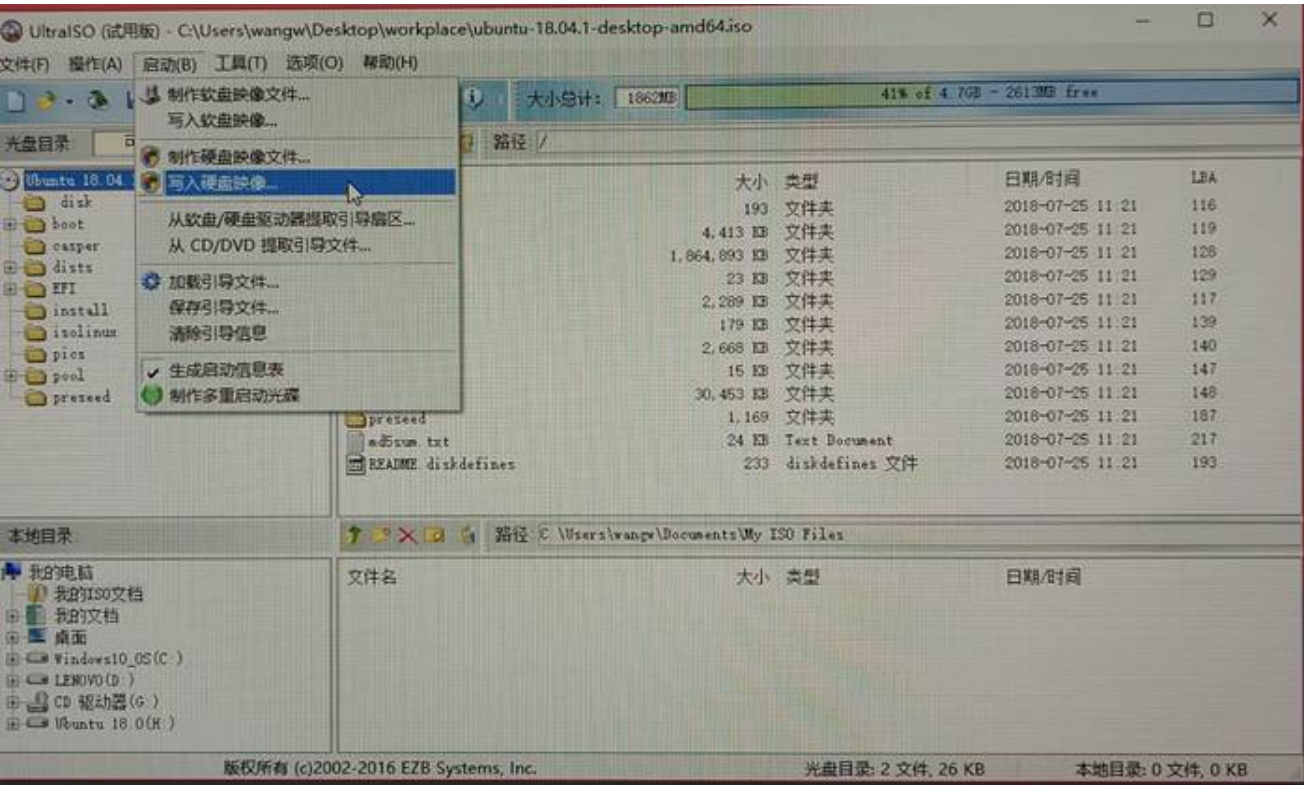 UltraISO (试用版) - C:\Users\wangw\Desktop\workplace\ubuntu-18.04.1-desktop-amd64.iso
文件(F) 操作(A) 启动(B) 工具(T) 选项(O) 帮助(H)
大小总计: 1862MB 41% of 4.7GB - 2613MB free
制作软盘映像文件...
写入软盘映像...
制作硬盘映像文件...
写入硬盘映像...
从软盘/硬盘驱动器提取引导扇区...
从 CD/DVD 提取引导文件...
加载引导文件...
保存引导文件...
清除引导信息
生成启动信息表
制作多重启动光碟
光盘目录: 可
路径: /
Ubuntu 18.04
disk
boot
casper
dists
EFI
install
isolinux
pics
pool
preseed
大小 类型 日期/时间 LBA
193 文件夹 2018-07-25 11:21 116
4,413 KB 文件夹 2018-07-25 11:21 119
1,864,893 KB 文件夹 2018-07-25 11:21 128
23 KB 文件夹 2018-07-25 11:21 129
2,289 KB 文件夹 2018-07-25 11:21 117
179 KB 文件夹 2018-07-25 11:21 139
2,668 KB 文件夹 2018-07-25 11:21 140
15 KB 文件夹 2018-07-25 11:21 147
30,453 KB 文件夹 2018-07-25 11:21 148
preseed 1,169 文件夹 2018-07-25 11:21 187
md5sum.txt 24 KB Text Document 2018-07-25 11:21 217
README.diskdefines 233 diskdefines 文件 2018-07-25 11:21 193
本地目录
路径: C:\Users\wangw\Documents\My ISO Files
我的电脑
我的ISO文档
我的文档
桌面
Windows10_OS(C:)
LENOVO(D:)
CD 驱动器(G:)
Ubuntu 18.0(H:)
文件名 大小 类型 日期/时间
版权所有 (c)2002-2016 EZB Systems, Inc. 光盘目录: 2 文件, 26 KB 本地目录: 0 文件, 0 KB